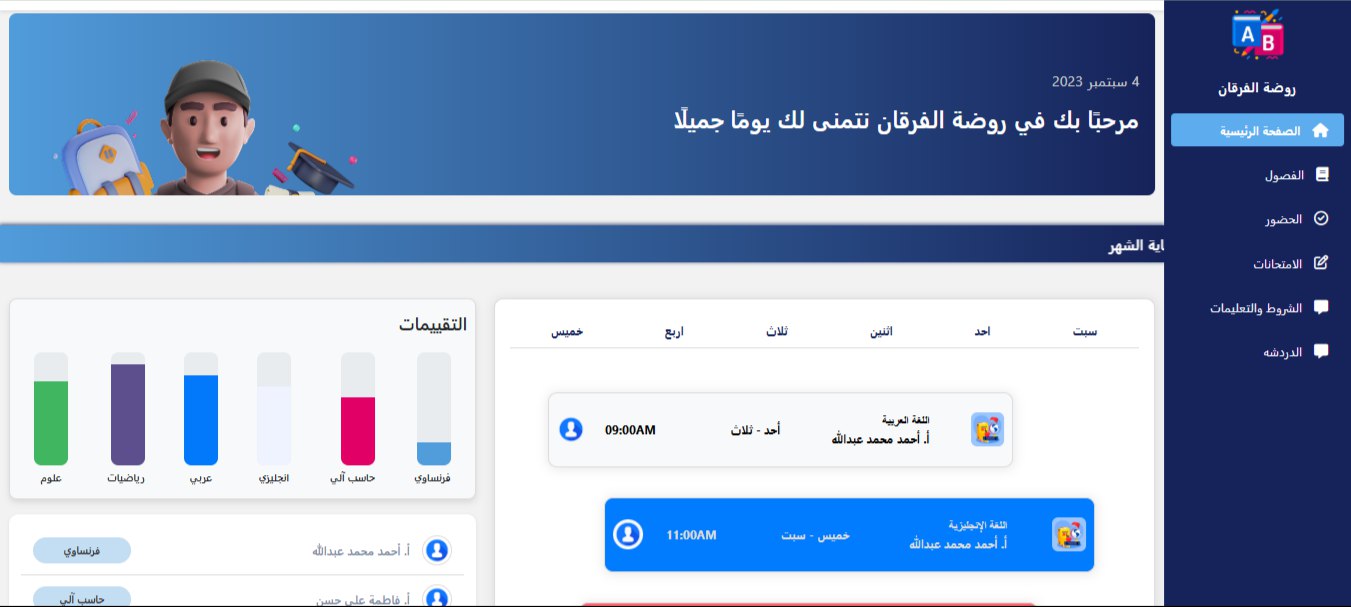 A
B
روضة الفرقان
الصفحة الرئيسية
الفصول
الحضور
الامتحانات
الشروط والتعليمات
الدردشه
4 سبتمبر 2023
مرحبًا بك في روضة الفرقان نتمنى لك يومًا جميلًا
الشهر
سبت احد اثنين ثلاث اربع خميس
اللغة العربية
أ. أحمد محمد عبدالله
أحد - ثلاث
09:00AM
اللغة الإنجليزية
أ. أحمد محمد عبدالله
خميس - سبت
11:00AM
التقييمات
فرنساوي حاسب آلي انجليزي عربي رياضيات علوم
أ. أحمد محمد عبدالله
فرنساوي
أ. فاطمة علي حسن
حاسب آلي